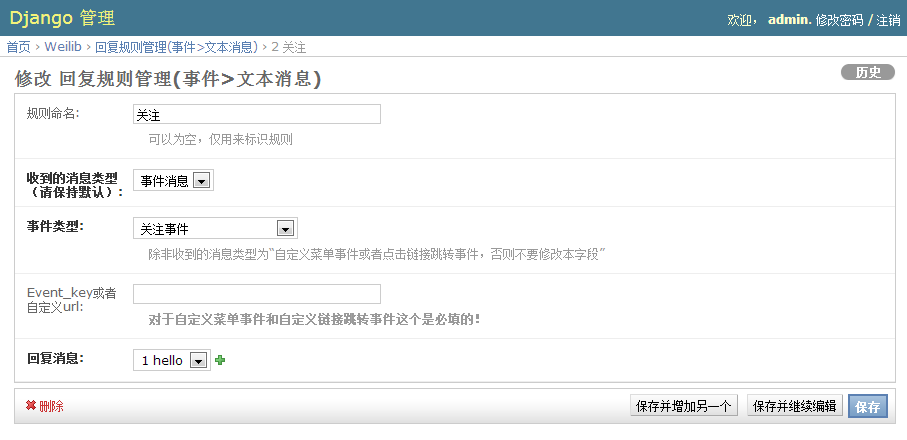 Django 管理
欢迎， admin. 修改密码 / 注销
首页 › Weilib › 回复规则管理(事件>文本消息) › 2 关注
修改 回复规则管理(事件>文本消息)
历史
规则命名:
关注
可以为空，仅用来标识规则
收到的消息类型
（请保持默认）:
事件消息
事件类型:
关注事件
除非收到的消息类型为“自定义菜单事件或者点击链接跳转事件，否则不要修改本字段”
Event_key或者
自定义url:
对于自定义菜单事件和自定义链接跳转事件这个是必填的!
回复消息:
1 hello
删除
保存并增加另一个
保存并继续编辑
保存